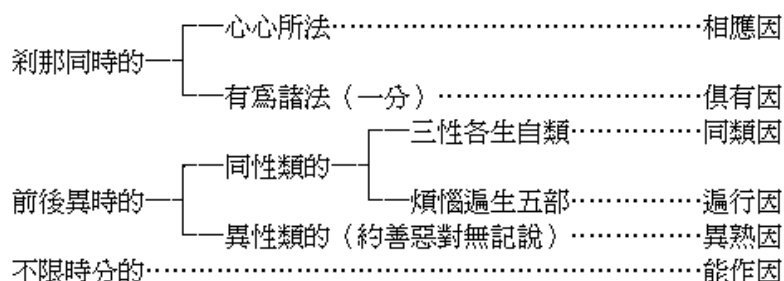 心心所法…………………………………相應因
剎那同時的
有爲諸法（一分）………………………俱有因
三性各生自類……………同類因
同性類的
前後異時的
煩惱遍生五部……………遍行因
異性類的（約善惡對無記說）…………異熟因
不限時分的……………………………………………………能作因